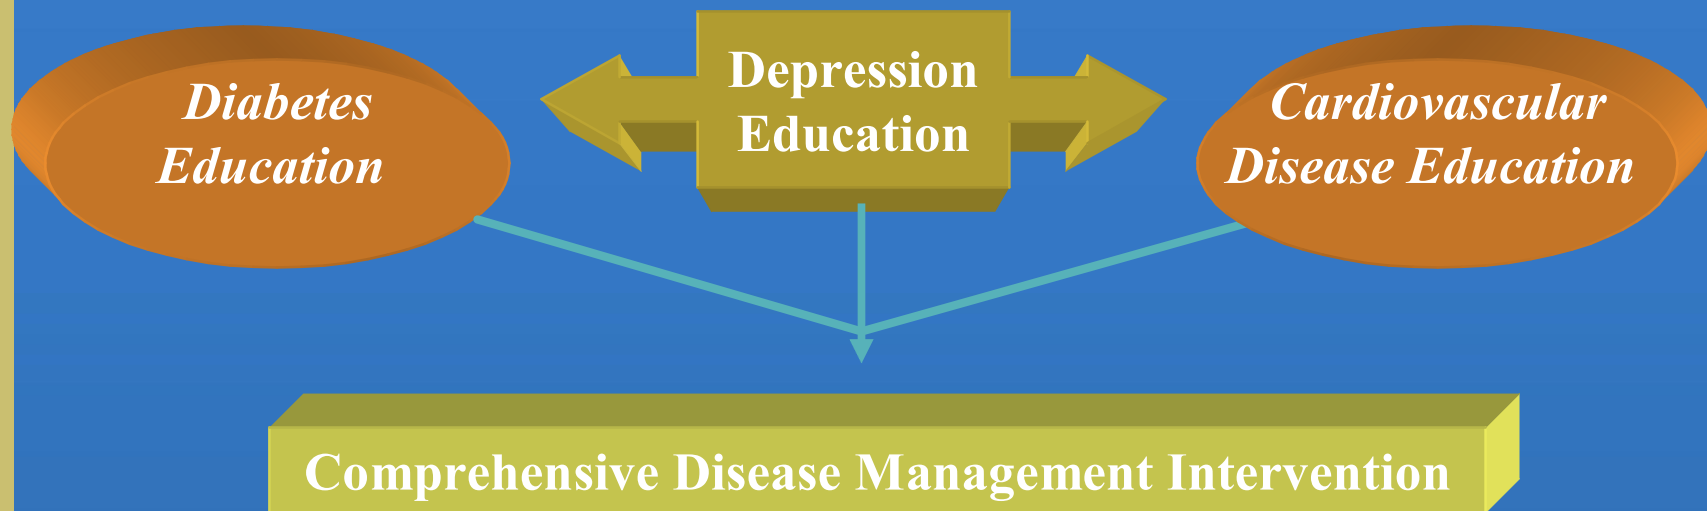 Diabetes
Education
Depression
Education
Cardiovascular
Disease Education
Comprehensive Disease Management Intervention